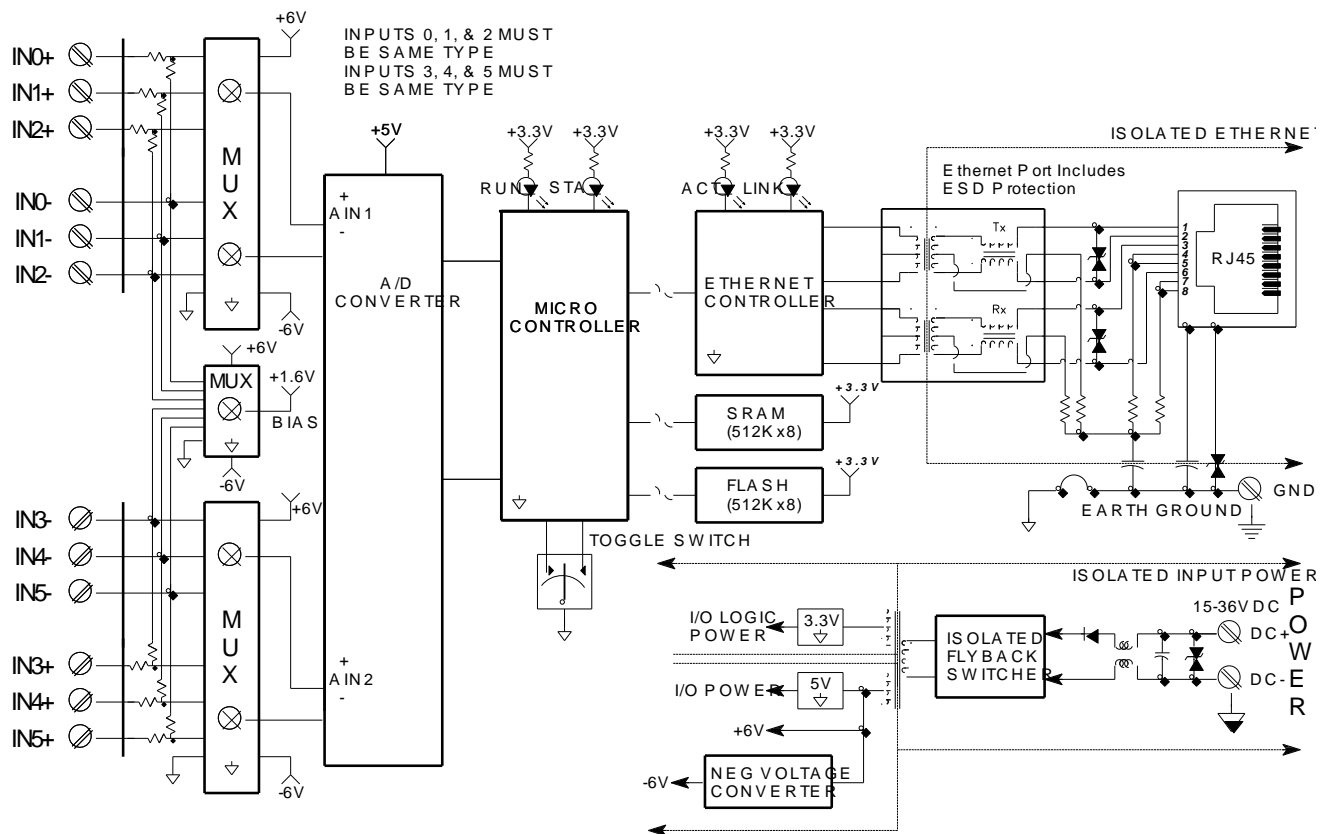 +6V
INPUTS 0, 1, & 2 MUST
BE SAME TYPE
INPUTS 3, 4, & 5 MUST
BE SAME TYPE
IN0+
IN1+
IN2+
IN0-
IN1-
IN2-
MUX
-6V
+5V
+
AIN1
-
A/D
CONVERTER
+
AIN2
-
+6V
MUX
+1.6V
BIAS
-6V
IN3-
IN4-
IN5-
IN3+
IN4+
IN5+
+6V
MUX
-6V
+3.3V
+3.3V
RUN
STA
MICRO
CONTROLLER
TOGGLE SWITCH
+3.3V
+3.3V
ACT
LINK
ETHERNET
CONTROLLER
SRAM
(512K x8)
+3.3V
FLASH
(512K x8)
+3.3V
ISOLATED ETHERNET
Ethernet Port Includes
ESD Protection
Tx
Rx
1
2
3
4
5
6
7
8
RJ45
GND
EARTH GROUND
ISOLATED INPUT POWER
15-36V DC
DC+
DC-
POWER
ISOLATED
FLYBACK
SWITCHER
I/O LOGIC
POWER
3.3V
I/O POWER
5V
+6V
-6V
NEG VOLTAGE
CONVERTER